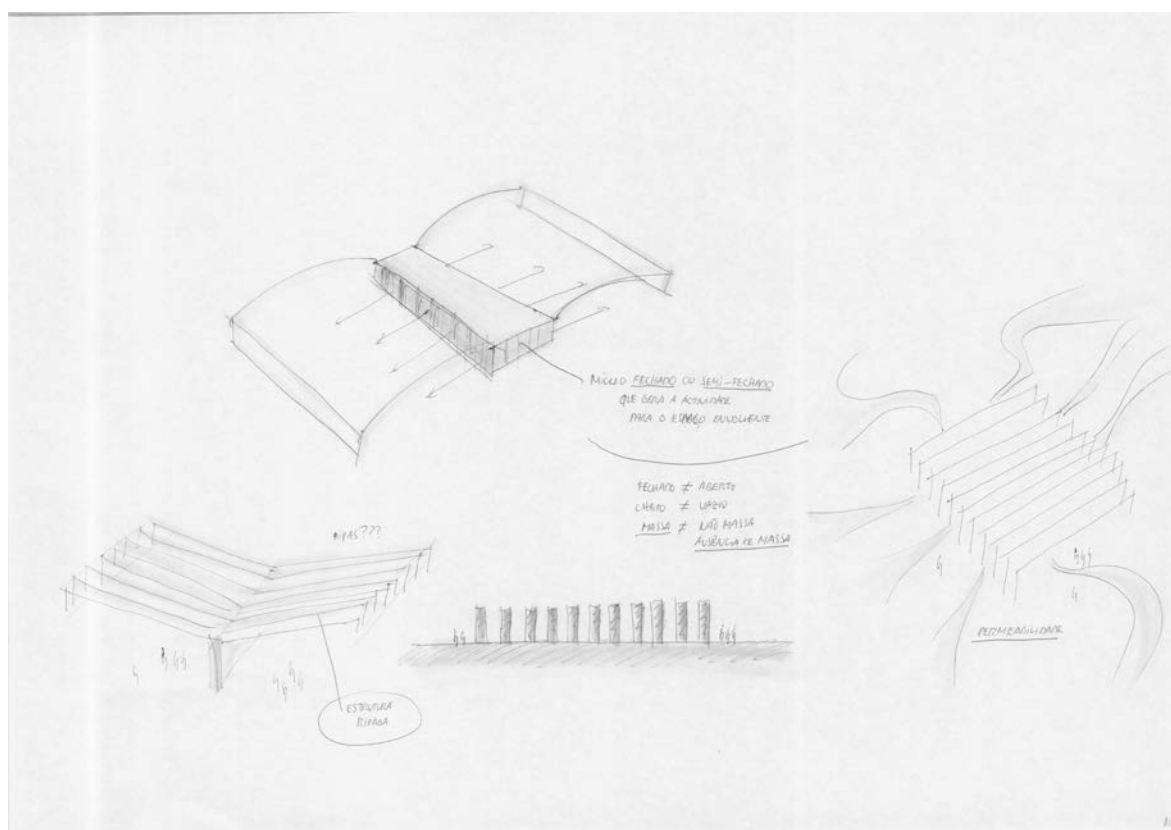 NÚCLEO FECHADO OU SEMI-FECHADO
QUE GERA A ACTIVIDADE
PARA O ESPAÇO ENVOLVENTE
FECHADO ≠ ABERTO
CHEIO ≠ VAZIO
MASSA ≠ NÃO MASSA
AUSÊNCIA DE MASSA
RIPAS???
ESTRUTURA
RIPADA
PERMEABILIDADE